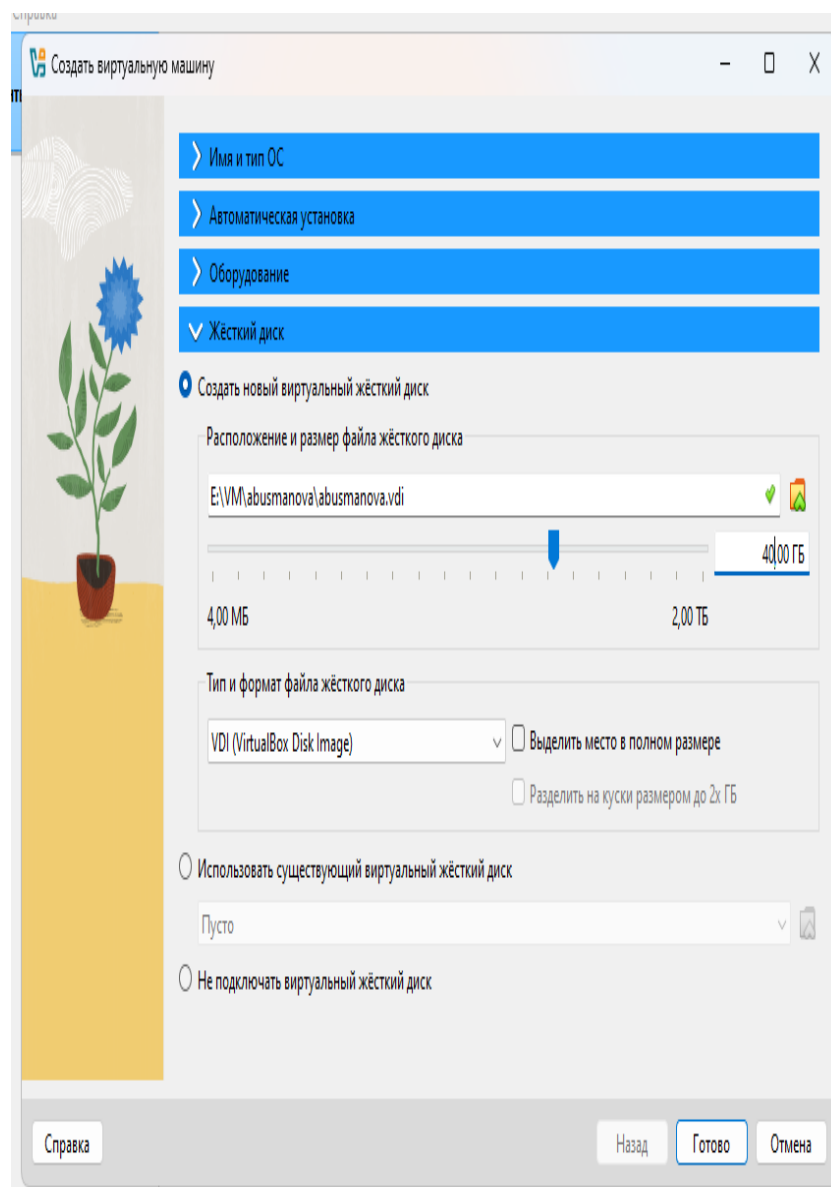 Справка
Создать виртуальную машину
Имя и тип ОС
Автоматическая установка
Оборудование
Жёсткий диск
Создать новый виртуальный жёсткий диск
Расположение и размер файла жёсткого диска
E:\VM\abusmanova\abusmanova.vdi
40,00 ГБ
4,00 МБ 2,00 ТБ
Тип и формат файла жёсткого диска
VDI (VirtualBox Disk Image) Выделить место в полном размере
Разделить на куски размером до 2х ГБ
Использовать существующий виртуальный жёсткий диск
Пусто
Не подключать виртуальный жёсткий диск
Справка Назад Готово Отмена